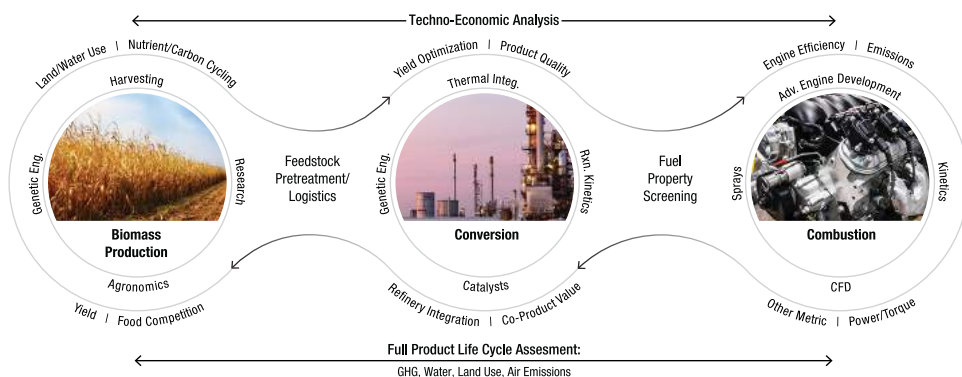 Techno-Economic Analysis
Land/Water Use | Nutrient/Carbon Cycling
Harvesting
Genetic Eng.
Research
Biomass
Production
Agronomics
Yield | Food Competition
Feedstock
Pretreatment/
Logistics
Yield Optimization | Product Quality
Thermal Integ.
Genetic Eng.
Rxn. Kinetics
Conversion
Catalysts
Refinery Integration | Co-Product Value
Fuel
Property
Screening
Engine Efficiency | Emissions
Adv. Engine Development
Sprays
Kinetics
Combustion
CFD
Other Metric | Power/Torque
Full Product Life Cycle Assesment:
GHG, Water, Land Use, Air Emissions